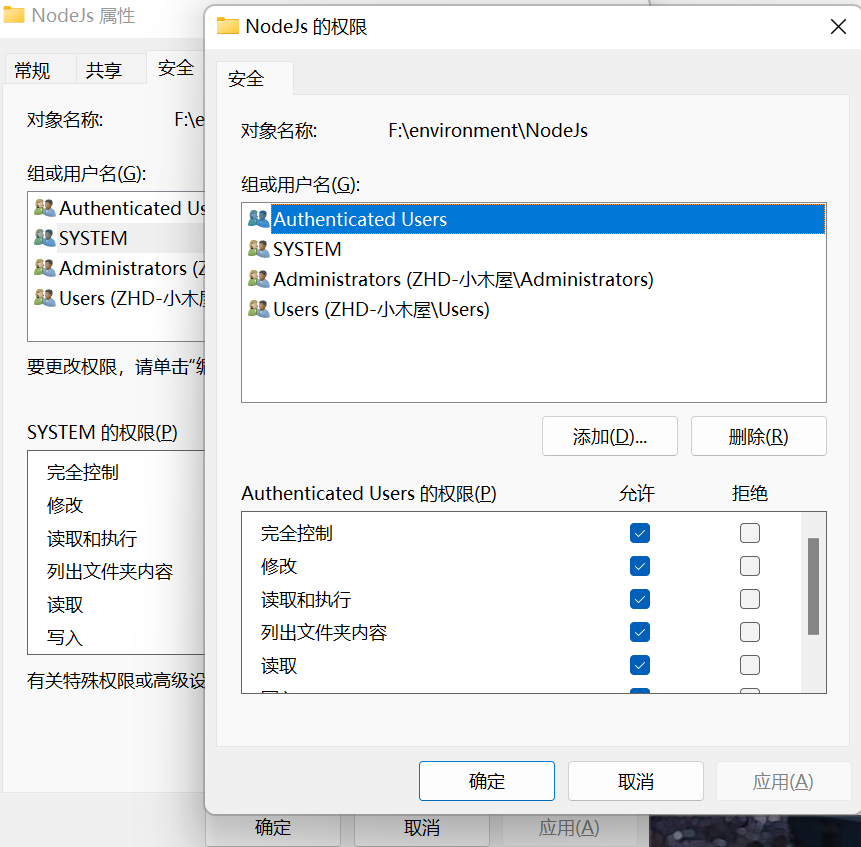 NodeJs 属性
常规
共享
安全
对象名称:
F:\e
组或用户名(G):
Authenticated Us
SYSTEM
Administrators (Z
Users (ZHD-小木屋
要更改权限，请单击“编
SYSTEM 的权限(P)
完全控制
修改
读取和执行
列出文件夹内容
读取
写入
有关特殊权限或高级设
确定
取消
应用(A)
NodeJs 的权限
安全
对象名称:
F:\environment\NodeJs
组或用户名(G):
Authenticated Users
SYSTEM
Administrators (ZHD-小木屋\Administrators)
Users (ZHD-小木屋\Users)
添加(D)...
删除(R)
Authenticated Users 的权限(P)
允许
拒绝
完全控制
修改
读取和执行
列出文件夹内容
读取
确定
取消
应用(A)